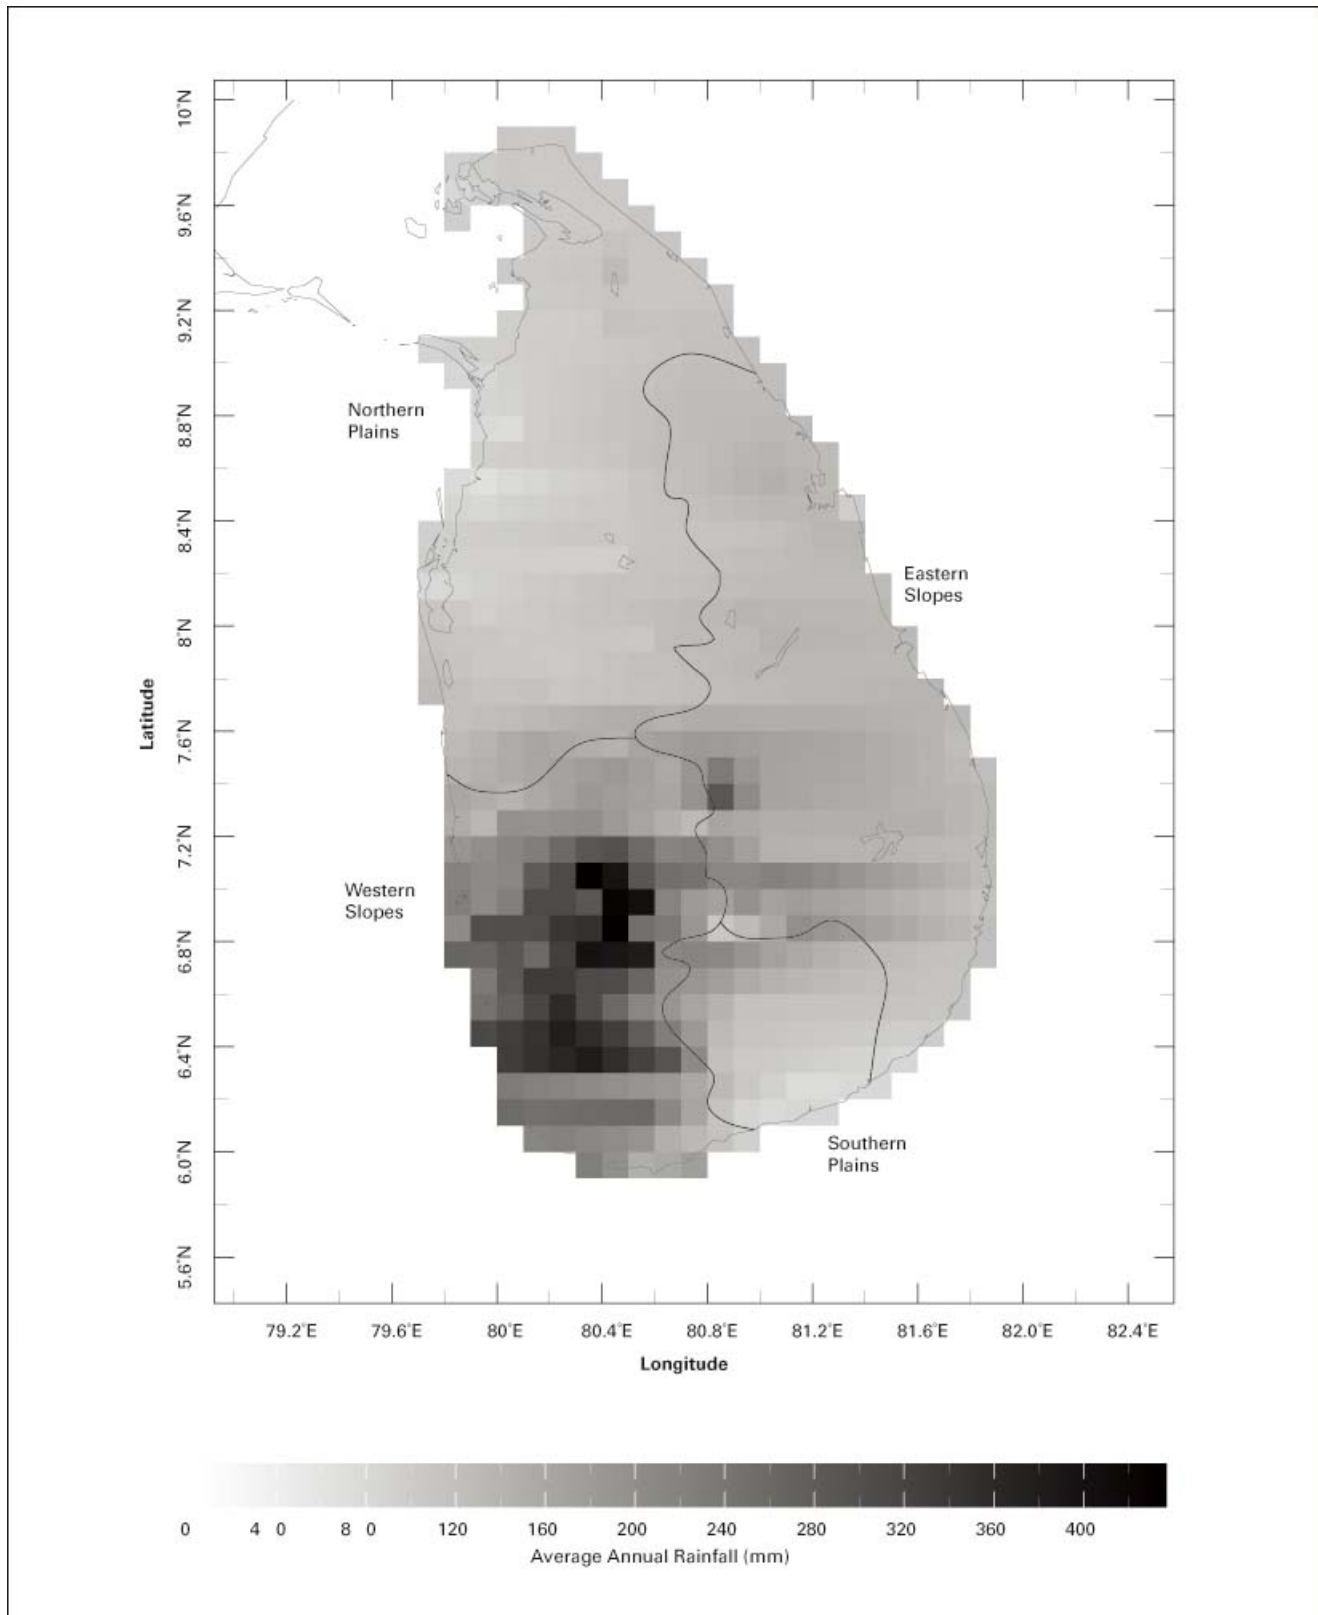 10°N
9.6°N
9.2°N
8.8°N
8.4°N
8°N
7.6°N
7.2°N
6.8°N
6.4°N
6.0°N
5.6°N
Latitude
Northern
Plains
Eastern
Slopes
Western
Slopes
Southern
Plains
79.2°E 79.6°E 80°E 80.4°E 80.8°E 81.2°E 81.6°E 82.0°E 82.4°E
Longitude
0 4 0 8 0 120 160 200 240 280 320 360 400
Average Annual Rainfall (mm)